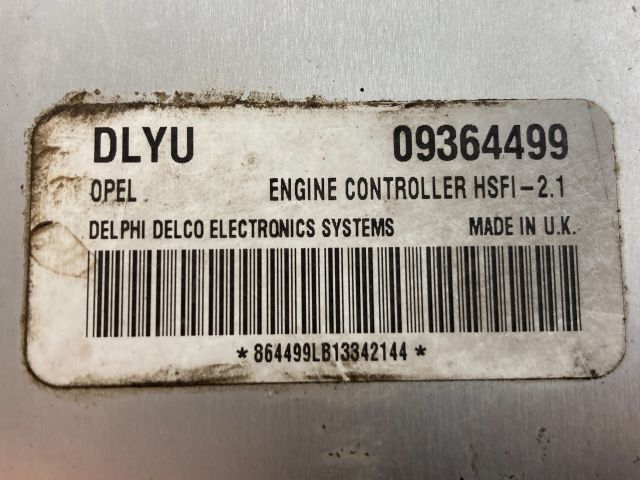 DLYU 09364499
OPEL ENGINE CONTROLLER HSFI-2.1
DELPHI DELCO ELECTRONICS SYSTEMS MADE IN U.K.
*864499LB13342144*